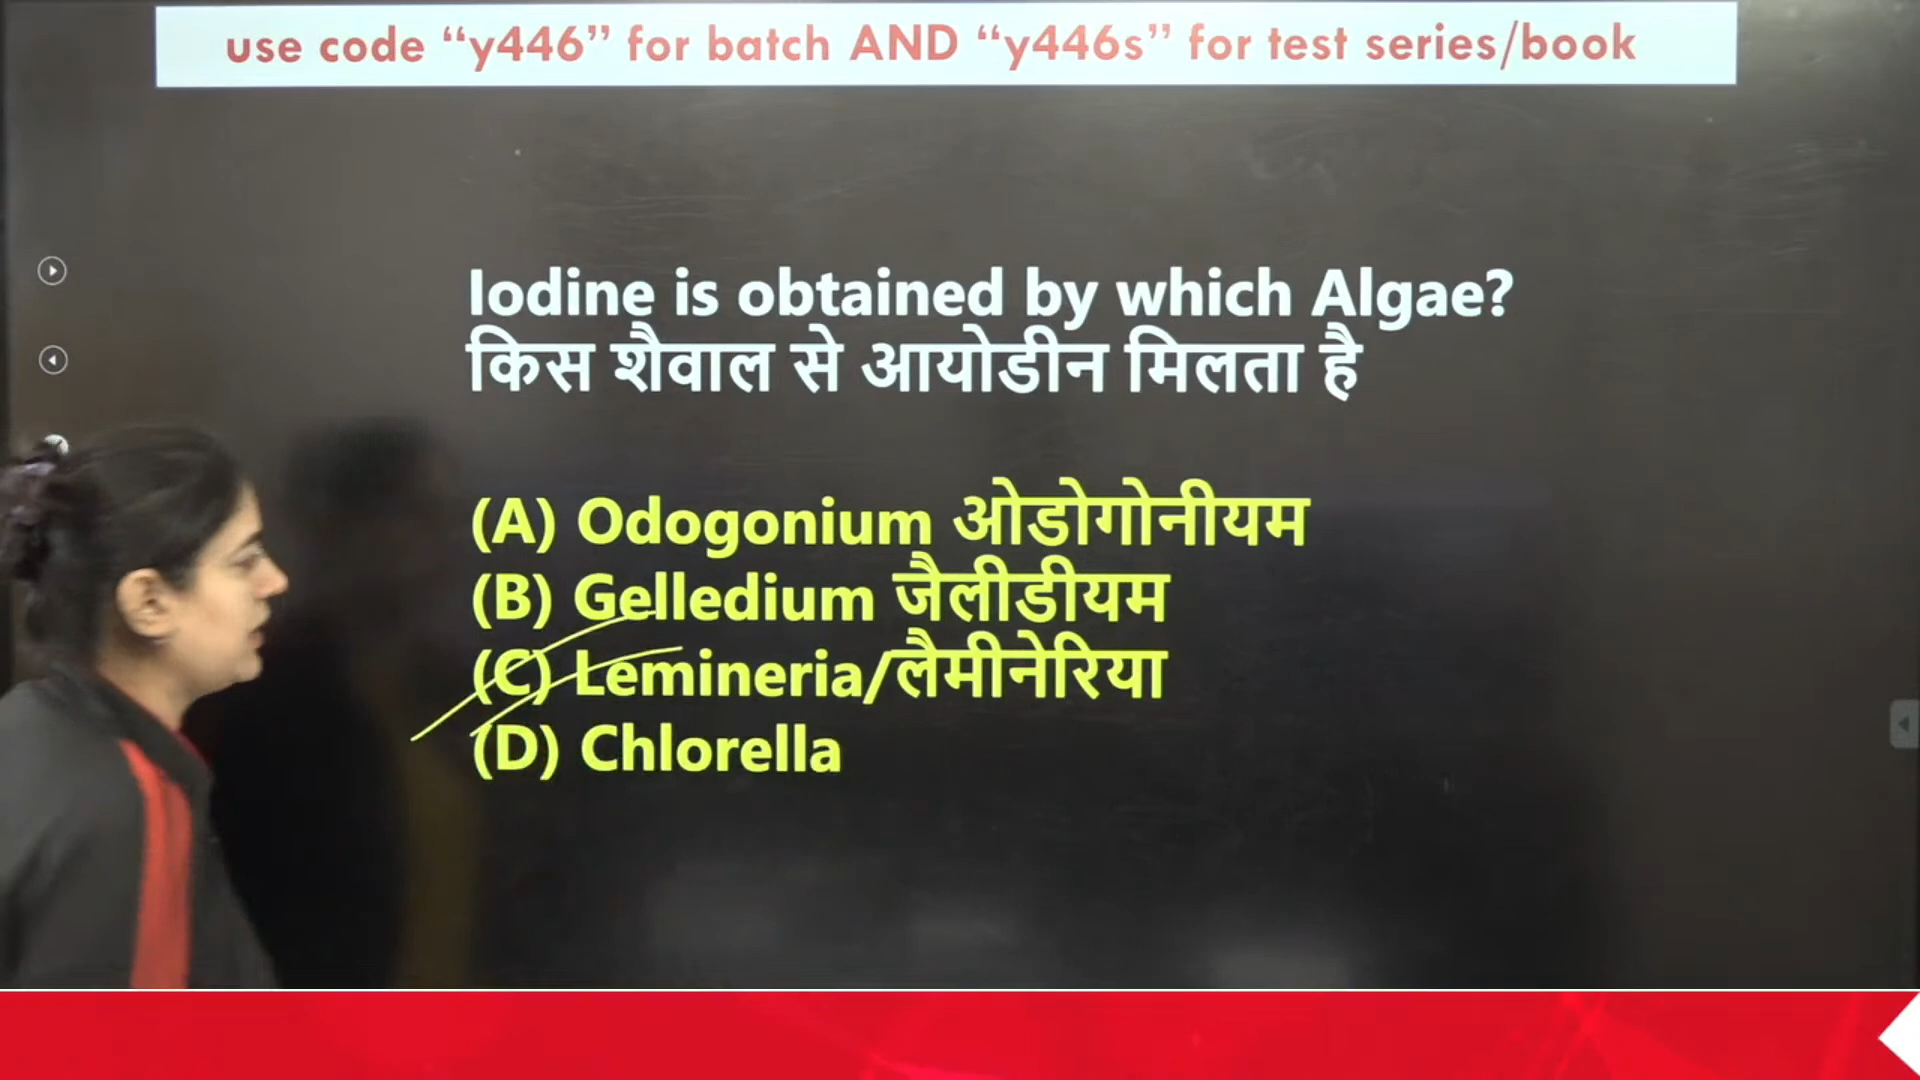 use code “y446” for batch AND “y446s” for test series/book
Iodine is obtained by which Algae?
किस शैवाल से आयोडीन मिलता है
(A) Odogonium ओडोगोनीयम
(B) Gelledium जैलीडीयम
(C) Lemineria/लैमीनेरिया
(D) Chlorella